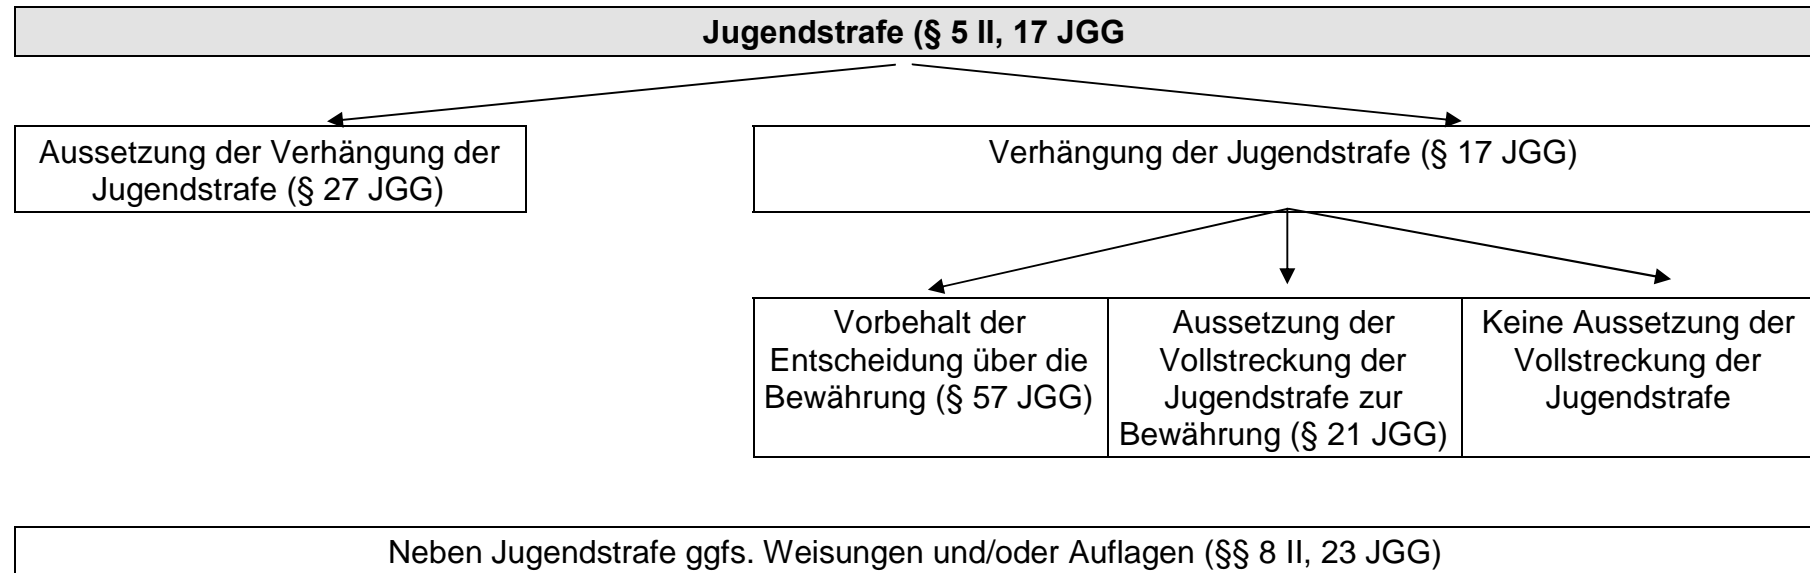 Jugendstrafe (§ 5 II, 17 JGG
Aussetzung der Verhängung der
Jugendstrafe (§ 27 JGG)
Verhängung der Jugendstrafe (§ 17 JGG)
Vorbehalt der
Entscheidung über die
Bewährung (§ 57 JGG)
Aussetzung der
Vollstreckung der
Jugendstrafe zur
Bewährung (§ 21 JGG)
Keine Aussetzung der
Vollstreckung der
Jugendstrafe
Neben Jugendstrafe ggfs. Weisungen und/oder Auflagen (§§ 8 II, 23 JGG)